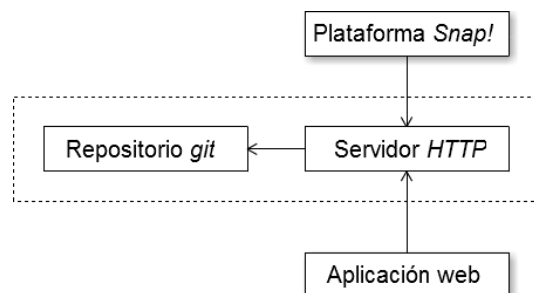 Plataforma Snap!
Repositorio git
Servidor HTTP
Aplicación web